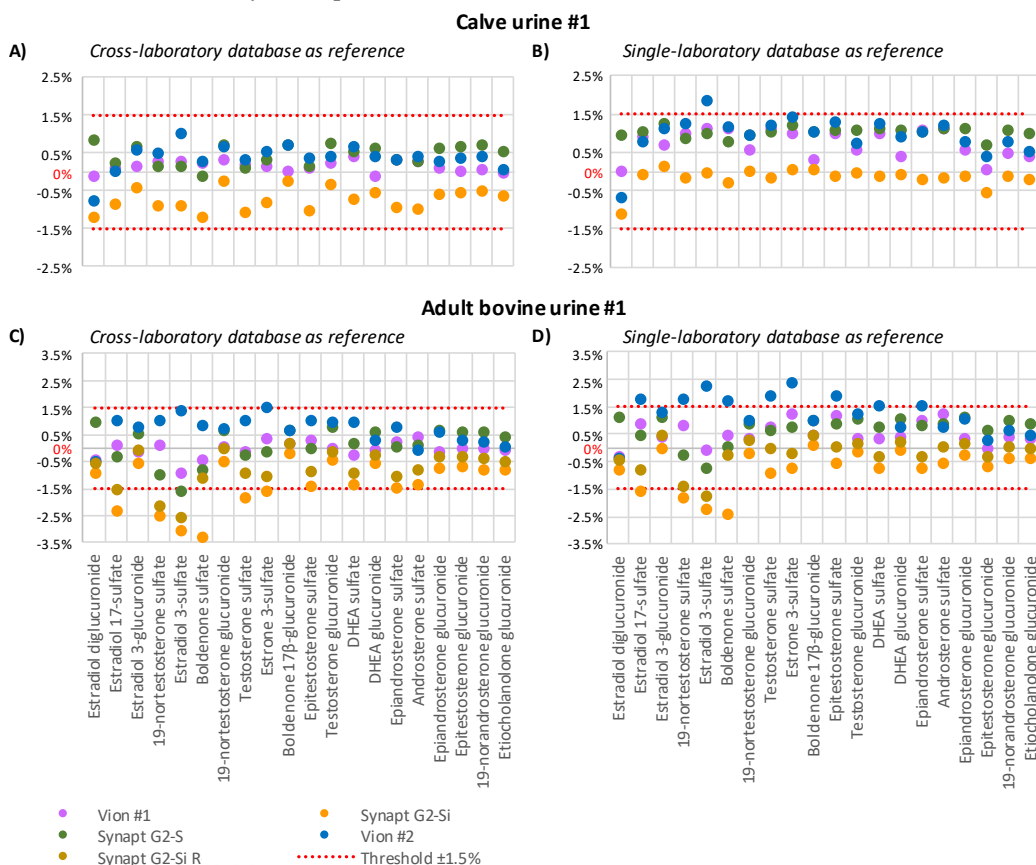 Calve urine #1
A) Cross-laboratory database as reference
B) Single-laboratory database as reference
2.5%
1.5%
0.5%
0%
-0.5%
-1.5%
-2.5%
2.5%
1.5%
0.5%
0%
-0.5%
-1.5%
-2.5%
Adult bovine urine #1
C) Cross-laboratory database as reference
D) Single-laboratory database as reference
3.5%
2.5%
1.5%
0.5%
0%
-0.5%
-1.5%
-2.5%
-3.5%
3.5%
2.5%
1.5%
0.5%
0%
-0.5%
-1.5%
-2.5%
-3.5%
Estradiol diglucuronide
Estradiol 17-sulfate
Estradiol 3-glucuronide
19-nortestosterone sulfate
Estradiol 3-sulfate
Boldenone sulfate
19-nortestosterone glucuronide
Testosterone sulfate
Estrone 3-sulfate
Boldenone 17β-glucuronide
Epitestosterone sulfate
Testosterone glucuronide
DHEA sulfate
DHEA glucuronide
Epiandrosterone sulfate
Androsterone sulfate
Epiandrosterone glucuronide
Epitestosterone glucuronide
19-norandrosterone glucuronide
Etiocholanolone glucuronide
Estradiol diglucuronide
Estradiol 17-sulfate
Estradiol 3-glucuronide
19-nortestosterone sulfate
Estradiol 3-sulfate
Boldenone sulfate
19-nortestosterone glucuronide
Testosterone sulfate
Estrone 3-sulfate
Boldenone 17β-glucuronide
Epitestosterone sulfate
Testosterone glucuronide
DHEA sulfate
DHEA glucuronide
Epiandrosterone sulfate
Androsterone sulfate
Epiandrosterone glucuronide
Epitestosterone glucuronide
19-norandrosterone glucuronide
Etiocholanolone glucuronide
Vion #1
Synapt G2-Si
Synapt G2-S
Vion #2
Synapt G2-Si R
Threshold ±1.5%